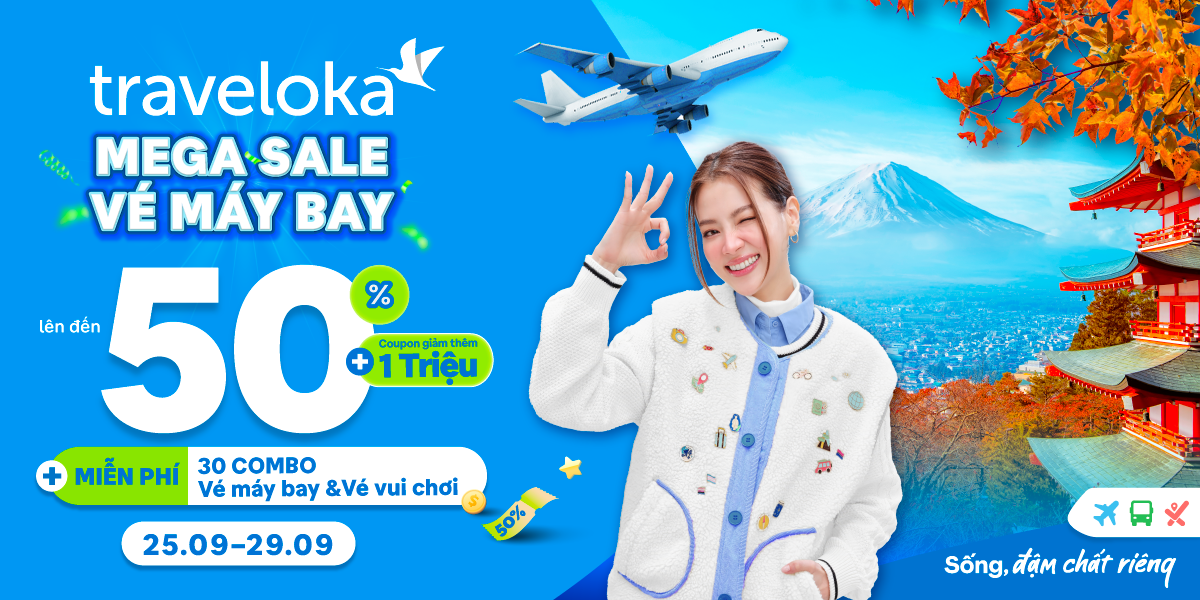 traveloka
MEGA SALE
VÉ MÁY BAY
lên đến
50%
Coupon giảm thêm
+ 1 Triệu
+ MIỄN PHÍ
30 COMBO
Vé máy bay &Vé vui chơi
50%
25.09–29.09
Sống, đậm chất riêng